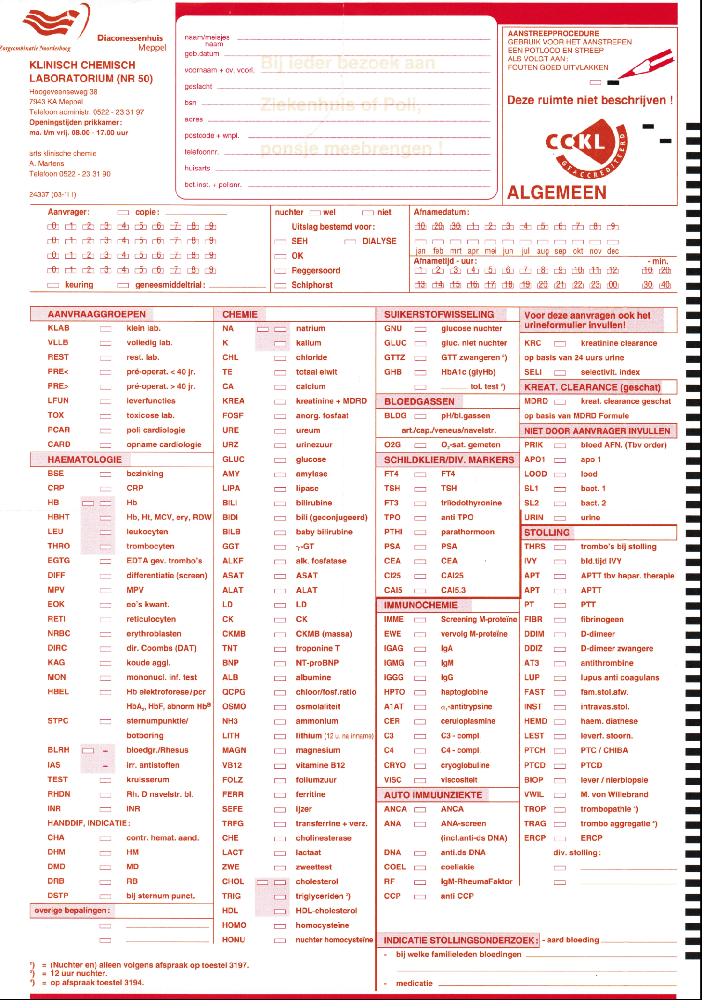 Zorgcombinatie Noorderboog
Diaconessenhuis
Meppel
KLINISCH CHEMISCH
LABORATORIUM (NR 50)
Hoogeveenseweg 38
7943 KA Meppel
Telefoon administr. 0522 - 23 31 97
Openingstijden prikkamer:
ma. t/m vrij. 08.00 - 17.00 uur
arts klinische chemie
A. Martens
Telefoon 0522 - 23 31 90
24337 (03-'11)
naam/meisjes
naam
geb.datum
voornaam + ov. voorl.
geslacht
bsn
adres
postcode + wnpl.
telefoonnr.
huisarts
bet.inst. + polisnr.
Bij ieder bezoek aan
Ziekenhuis of Poli,
ponsje meebrengen !
AANSTREEPPROCEDURE
GEBRUIK VOOR HET AANSTREPEN
EEN POTLOOD EN STREEP
ALS VOLGT AAN:
FOUTEN GOED UITVLAKKEN
Deze ruimte niet beschrijven !
CCKL
GEACCREDITEERD
ALGEMEEN
Aanvrager: copie:
0 1 2 3 4 5 6 7 8 9
0 1 2 3 4 5 6 7 8 9
0 1 2 3 4 5 6 7 8 9
0 1 2 3 4 5 6 7 8 9
keuring geneesmiddeltrial:
nuchter wel niet
Uitslag bestemd voor:
SEH DIALYSE
OK
Reggersoord
Schiphorst
Afnamedatum:
10 20 30 1 2 3 4 5 6 7 8 9
jan feb mrt apr mei jun jul aug sep okt nov dec
Afnametijd - uur: - min.
1 2 3 4 5 6 7 8 9 10 11 12 10 20
13 14 15 16 17 18 19 20 21 22 23 00 30 40
AANVRAAGGROEPEN
KLAB klein lab.
VLLB volledig lab.
REST rest. lab.
PRE< pré-operat. < 40 jr.
PRE> pré-operat. > 40 jr.
LFUN leverfuncties
TOX toxicose lab.
PCAR poli cardiologie
CARD opname cardiologie
HAEMATOLOGIE
BSE bezinking
CRP CRP
HB Hb
HBHT Hb, Ht, MCV, ery, RDW
LEU leukocyten
THRO trombocyten
EGTG EDTA gev. trombo's
DIFF differentiatie (screen)
MPV MPV
EOK eo's kwant.
RETI reticulocyten
NRBC erythroblasten
DIRC dir. Coombs (DAT)
KAG koude aggl.
MON mononucl. inf. test
HBEL Hb elektroforese/pcr
HbA₂, HbF, abnorm Hbˢ
STPC sternumpunktie/
botboring
BLRH - bloedgr./Rhesus
IAS - irr. antistoffen
TEST kruisserum
RHDN Rh. D navelstr. bl.
INR INR
HANDDIF, INDICATIE:
CHA contr. hemat. aand.
DHM HM
DMD MD
DRB RB
DSTP bij sternum punct.
overige bepalingen:
CHEMIE
NA natrium
K kalium
CHL chloride
TE totaal eiwit
CA calcium
KREA kreatinine + MDRD
FOSF anorg. fosfaat
URE ureum
URZ urinezuur
GLUC glucose
AMY amylase
LIPA lipase
BILI bilirubine
BIDI bili (geconjugeerd)
BILB baby bilirubine
GGT γ-GT
ALKF alk. fosfatase
ASAT ASAT
ALAT ALAT
LD LD
CK CK
CKMB CKMB (massa)
TNT troponine T
BNP NT-proBNP
ALB albumine
QCPG chloor/fosf.ratio
OSMO osmolaliteit
NH3 ammonium
LITH lithium (12 u. na inname)
MAGN magnesium
VB12 vitamine B12
FOLZ foliumzuur
FERR ferritine
SEFE ijzer
TRFG transferrine + verz.
CHE cholinesterase
LACT lactaat
ZWE zweettest
CHOL cholesterol
TRIG triglyceriden ³)
HDL HDL-cholesterol
HOMO homocysteïne
HONU nuchter homocysteïne
SUIKERSTOFWISSELING
GNU glucose nuchter
GLUC gluc. niet nuchter
GTTZ GTT zwangeren ²)
GHB HbA1c (glyHb)
tol. test ²)
BLOEDGASSEN
BLDG pH/bl.gassen
art./cap./veneus/navelstr.
O2G O₂-sat. gemeten
SCHILDKLIER/DIV. MARKERS
FT4 FT4
TSH TSH
FT3 triïodothyronine
TPO anti TPO
PTHI parathormoon
PSA PSA
CEA CEA
CI25 CAI25
CAI5 CAI5.3
IMMUNOCHEMIE
IMME Screening M-proteïne
EWE vervolg M-proteïne
IGAG IgA
IGMG IgM
IGGG IgG
HPTO haptoglobine
A1AT α₁-antitrypsine
CER ceruloplasmine
C3 C3 - compl.
C4 C4 - compl.
CRYO cryoglobuline
VISC viscositeit
AUTO IMMUUNZIEKTE
ANCA ANCA
ANA ANA-screen
(incl.anti-ds DNA)
DNA anti.ds DNA
COEL coeliakie
RF IgM-RheumaFaktor
CCP anti CCP
Voor deze aanvragen ook het
urineformulier invullen!
KRC kreatinine clearance
op basis van 24 uurs urine
SELI selectivit. index
KREAT. CLEARANCE (geschat)
MDRD kreat. clearance geschat
op basis van MDRD Formule
NIET DOOR AANVRAGER INVULLEN
PRIK bloed AFN. (Tbv order)
APO1 apo 1
LOOD lood
SL1 bact. 1
SL2 bact. 2
URIN urine
STOLLING
THRS trombo's bij stolling
IVY bld.tijd IVY
APT APTT tbv hepar. therapie
APT APTT
PT PTT
FIBR fibrinogeen
DDIM D-dimeer
DDIZ D-dimeer zwangere
AT3 antithrombine
LUP lupus anti coagulans
FAST fam.stol.afw.
INST intravas.stol.
HEMD haem. diathese
LEST leverf. stoorn.
PTCH PTC / CHIBA
PTCD PTCD
BIOP lever / nierbiopsie
VWIL M. von Willebrand
TROP trombopathie ⁴)
TRAG trombo aggregatie ⁴)
ERCP ERCP
div. stolling:
INDICATIE STOLLINGSONDERZOEK: - aard bloeding
- bij welke familieleden bloedingen
- medicatie
²) = (Nuchter en) alleen volgens afspraak op toestel 3197.
³) = 12 uur nuchter.
⁴) = op afspraak toestel 3194.